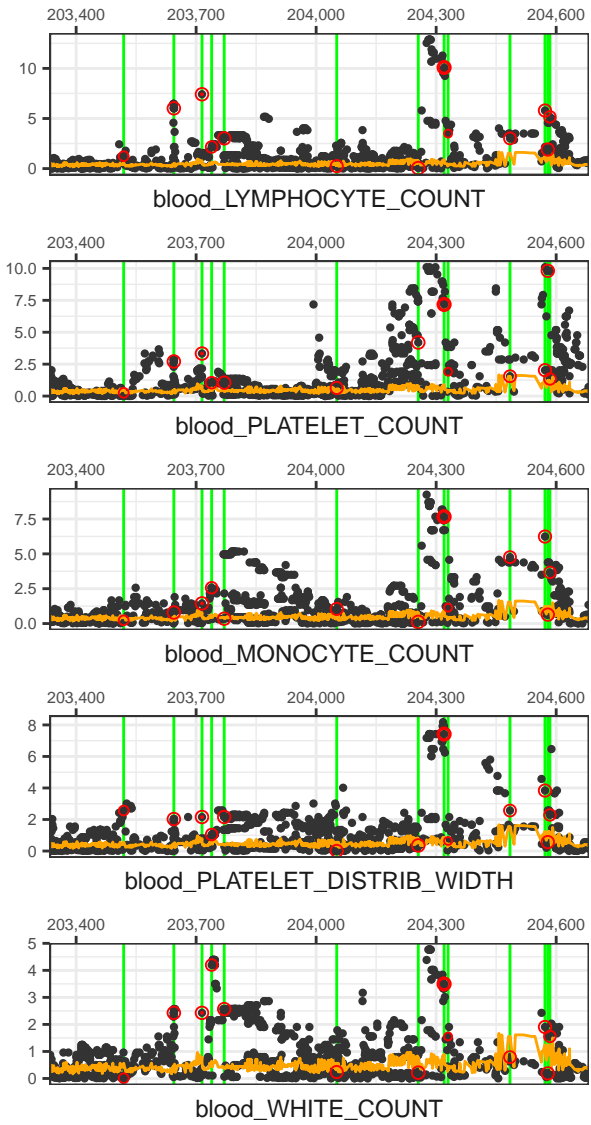 203,400 203,700 204,000 204,300 204,600
10
5
0
blood_LYMPHOCYTE_COUNT
203,400 203,700 204,000 204,300 204,600
10.0
7.5
5.0
2.5
0.0
blood_PLATELET_COUNT
203,400 203,700 204,000 204,300 204,600
7.5
5.0
2.5
0.0
blood_MONOCYTE_COUNT
203,400 203,700 204,000 204,300 204,600
8
6
4
2
0
blood_PLATELET_DISTRIB_WIDTH
203,400 203,700 204,000 204,300 204,600
5
4
3
2
1
0
blood_WHITE_COUNT